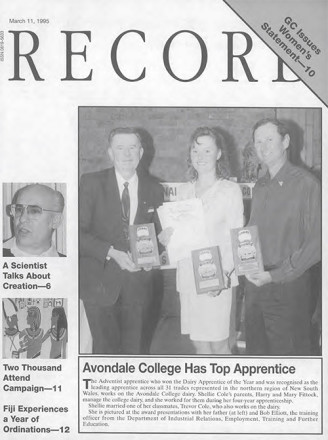 March 11, 1995
ISSN 0819-5633
RECORD
GC Issues
Women's
Statement—10
A Scientist
Talks About
Creation—6
Two Thousand
Attend
Campaign—11
Fiji Experiences
a Year of
Ordinations—12
Avondale College Has Top Apprentice
The Adventist apprentice who won the Dairy Apprentice of the Year and was recognised as the
leading apprentice across all 31 trades represented in the northern region of New South
Wales, works on the Avondale College dairy. Shellie Cole's parents, Harry and Mary Fittock,
manage the college dairy, and she worked for them during her four-year apprenticeship.
Shellie married one of her classmates, Trevor Cole, who also works on the dairy.
She is pictured at the award presentations with her father (at left) and Bob Elliott, the training
officer from the Department of Industrial Relations, Employment, Training and Further
Education.